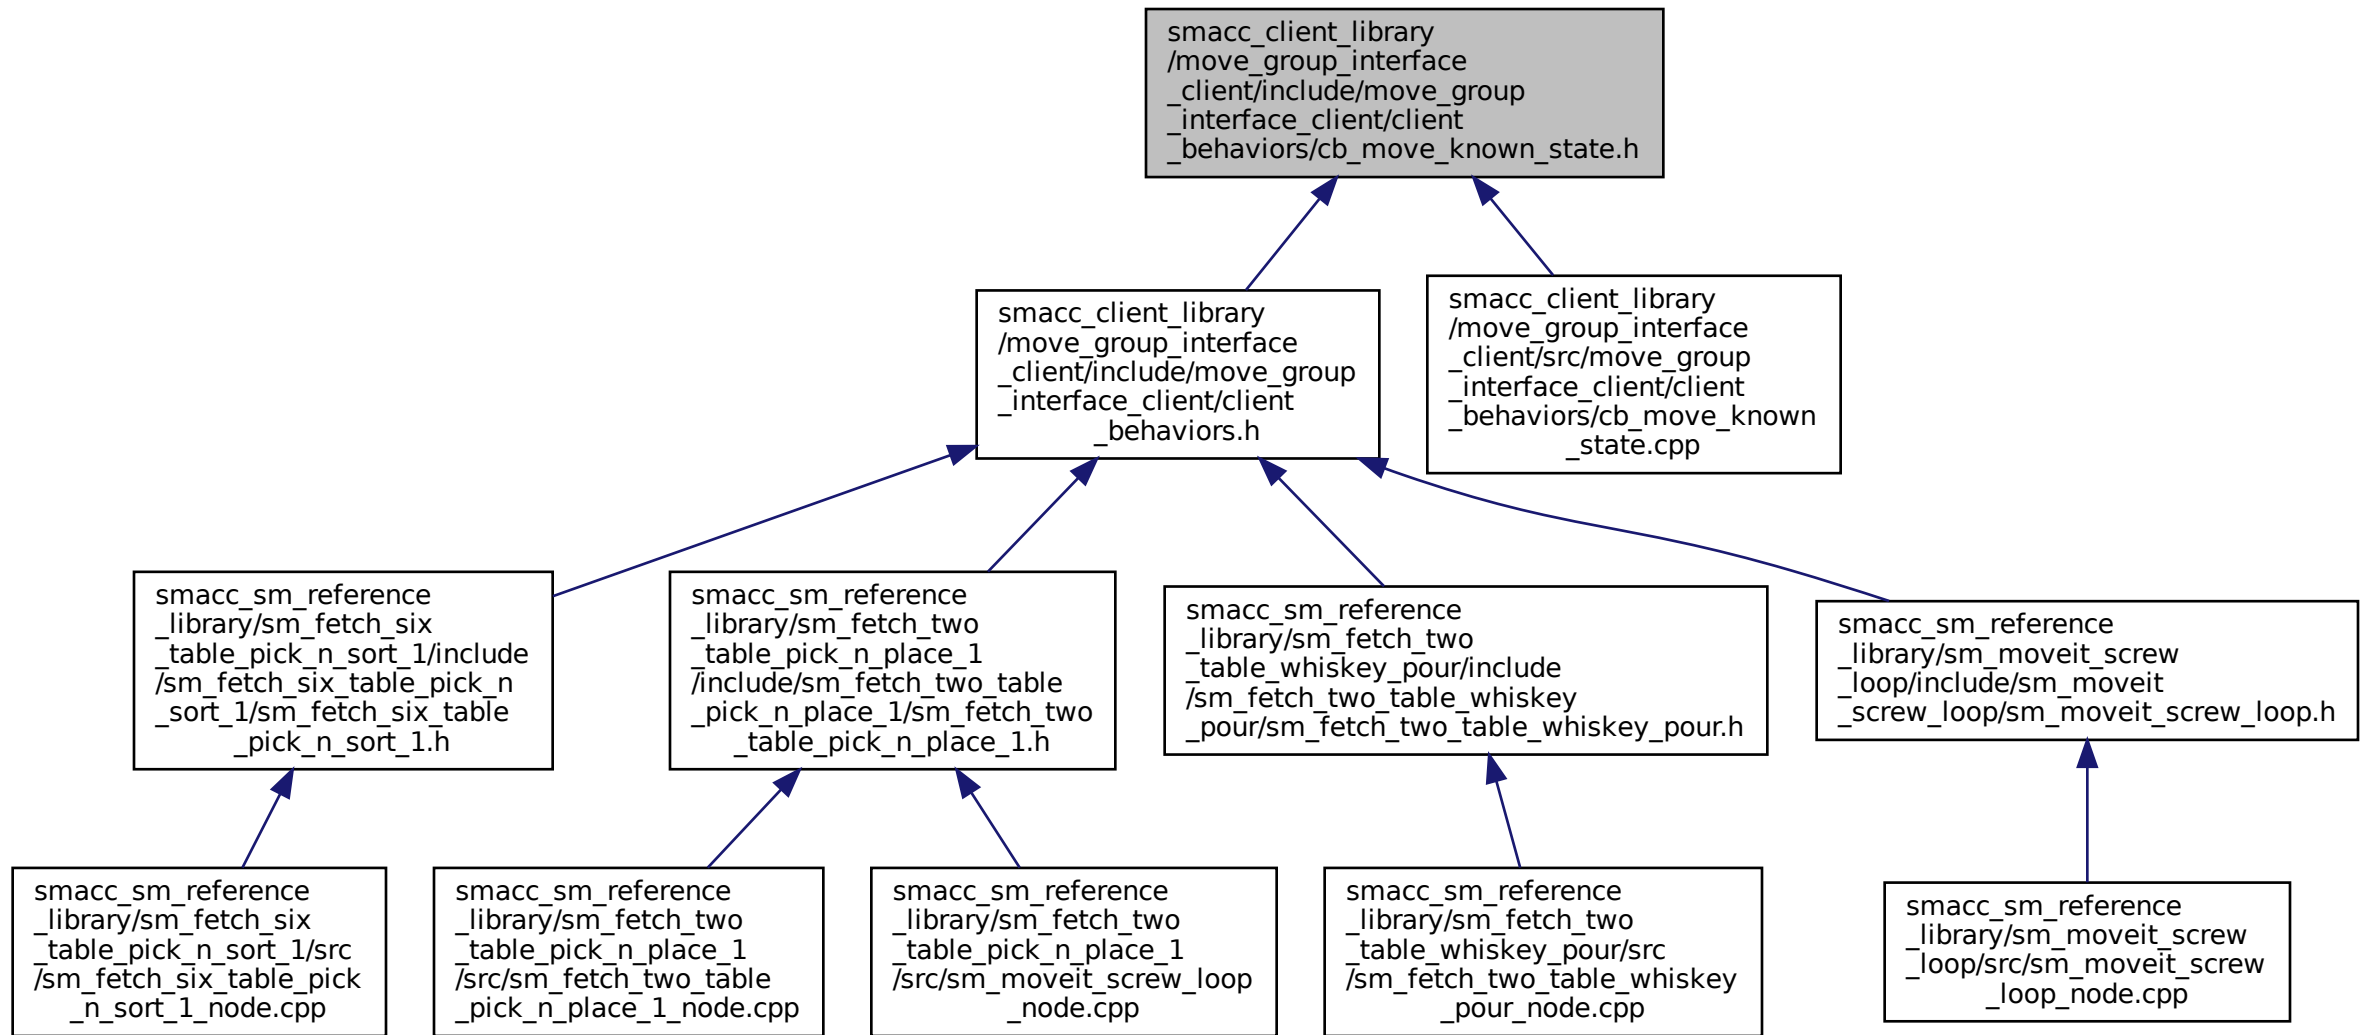 smacc_client_library
/move_group_interface
_client/include/move_group
_interface_client/client
_behaviors/cb_move_known_state.h
smacc_client_library
/move_group_interface
_client/include/move_group
_interface_client/client
_behaviors.h
smacc_client_library
/move_group_interface
_client/src/move_group
_interface_client/client
_behaviors/cb_move_known
_state.cpp
smacc_sm_reference
_library/sm_fetch_six
_table_pick_n_sort_1/include
/sm_fetch_six_table_pick_n
_sort_1/sm_fetch_six_table
_pick_n_sort_1.h
smacc_sm_reference
_library/sm_fetch_two
_table_pick_n_place_1
/include/sm_fetch_two_table
_pick_n_place_1/sm_fetch_two
_table_pick_n_place_1.h
smacc_sm_reference
_library/sm_fetch_two
_table_whiskey_pour/include
/sm_fetch_two_table_whiskey
_pour/sm_fetch_two_table_whiskey_pour.h
smacc_sm_reference
_library/sm_moveit_screw
_loop/include/sm_moveit
_screw_loop/sm_moveit_screw_loop.h
smacc_sm_reference
_library/sm_fetch_six
_table_pick_n_sort_1/src
/sm_fetch_six_table_pick
_n_sort_1_node.cpp
smacc_sm_reference
_library/sm_fetch_two
_table_pick_n_place_1
/src/sm_fetch_two_table
_pick_n_place_1_node.cpp
smacc_sm_reference
_library/sm_fetch_two
_table_pick_n_place_1
/src/sm_moveit_screw_loop
_node.cpp
smacc_sm_reference
_library/sm_fetch_two
_table_whiskey_pour/src
/sm_fetch_two_table_whiskey
_pour_node.cpp
smacc_sm_reference
_library/sm_moveit_screw
_loop/src/sm_moveit_screw
_loop_node.cpp